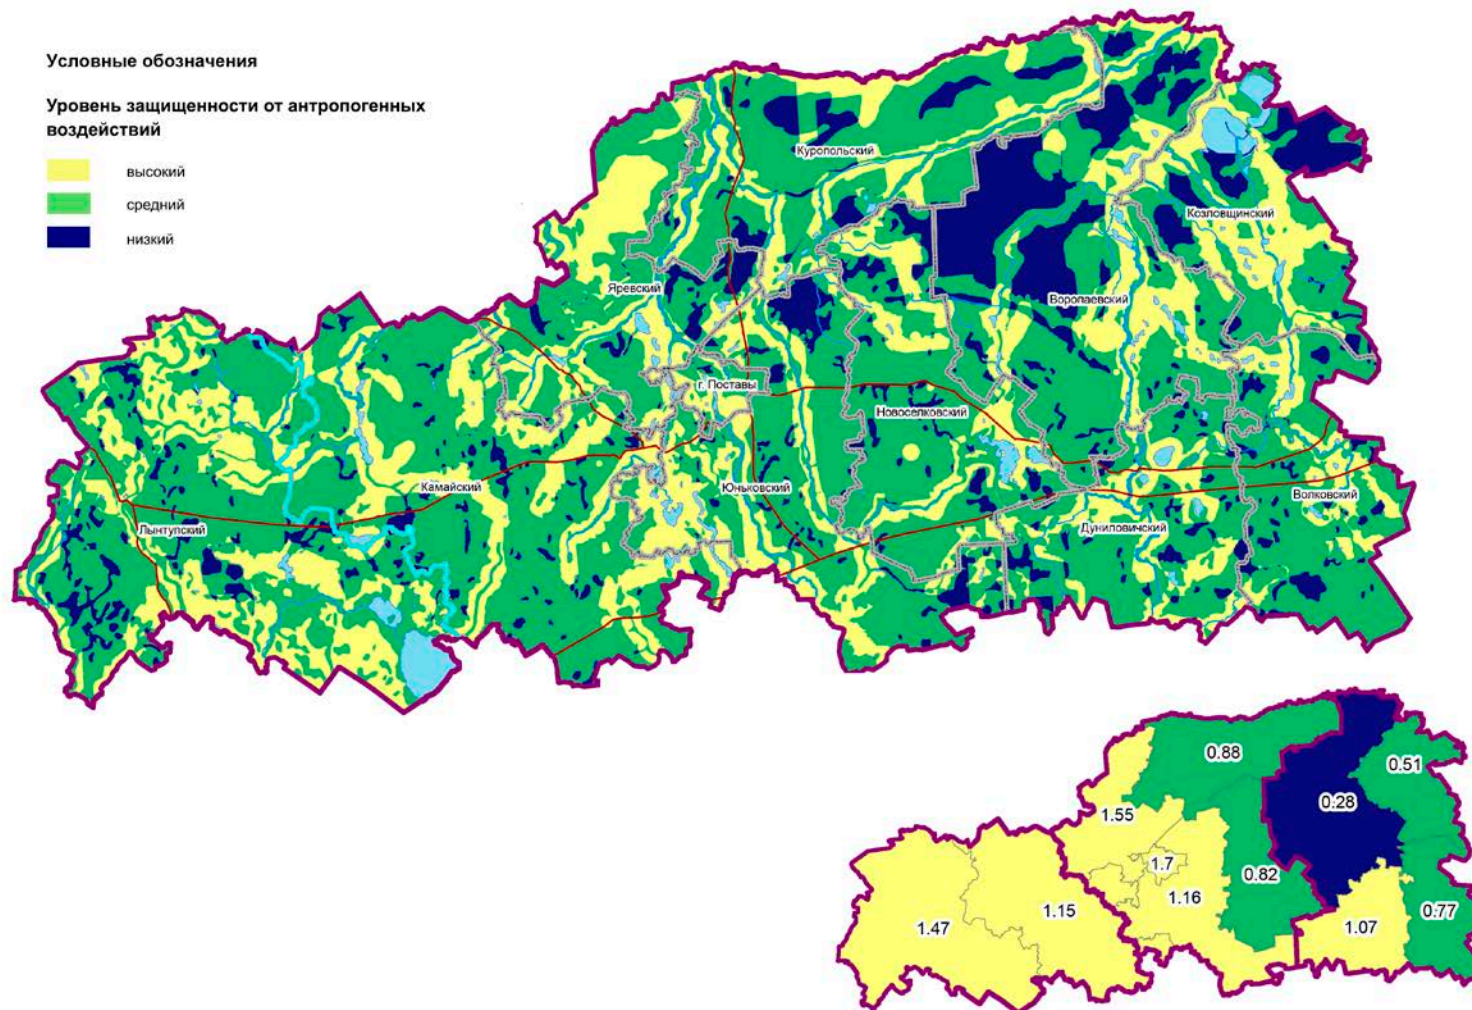 Условные обозначения
Уровень защищенности от антропогенных
воздействий
высокий
средний
низкий
Куропольский
Козловщинский
Яревский
Воропаевский
г. Поставы
Новоселковский
Камайский
Юньковский
Волковский
Лынтупский
Дуниловичский
0.88
0.51
0.28
1.55
1.7
0.82
1.16
1.15
0.77
1.47
1.07